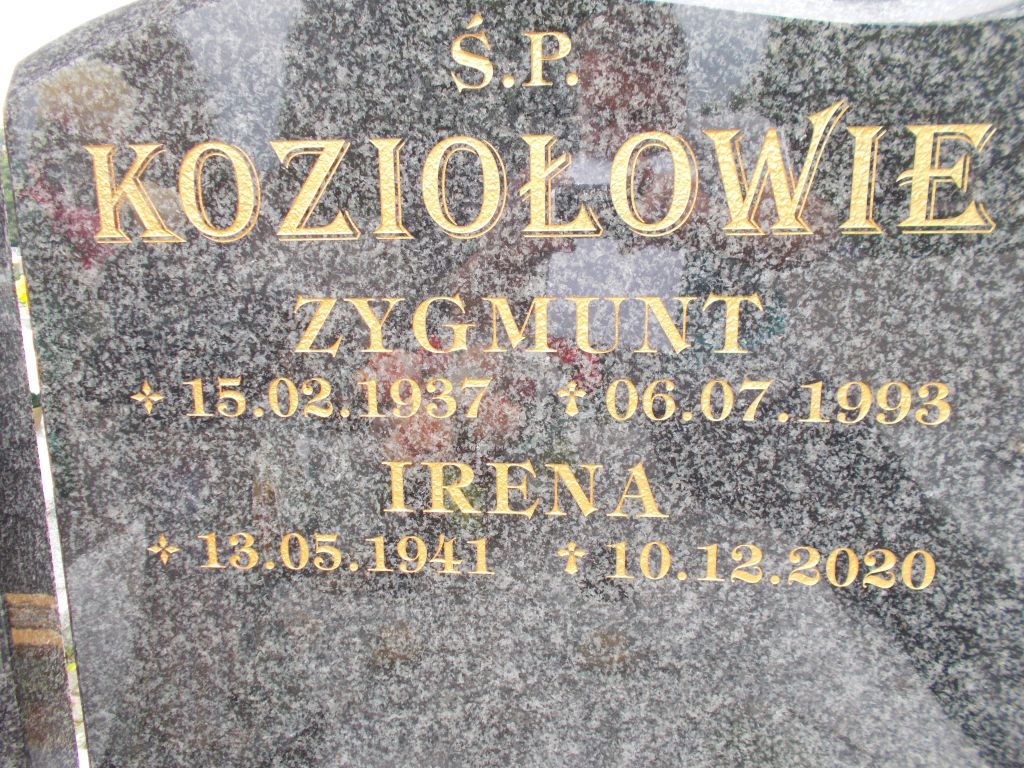 Ś.P.
KOZIOŁOWIE
ZYGMUNT
15.02.1937 06.07.1993
IRENA
13.05.1941 10.12.2020